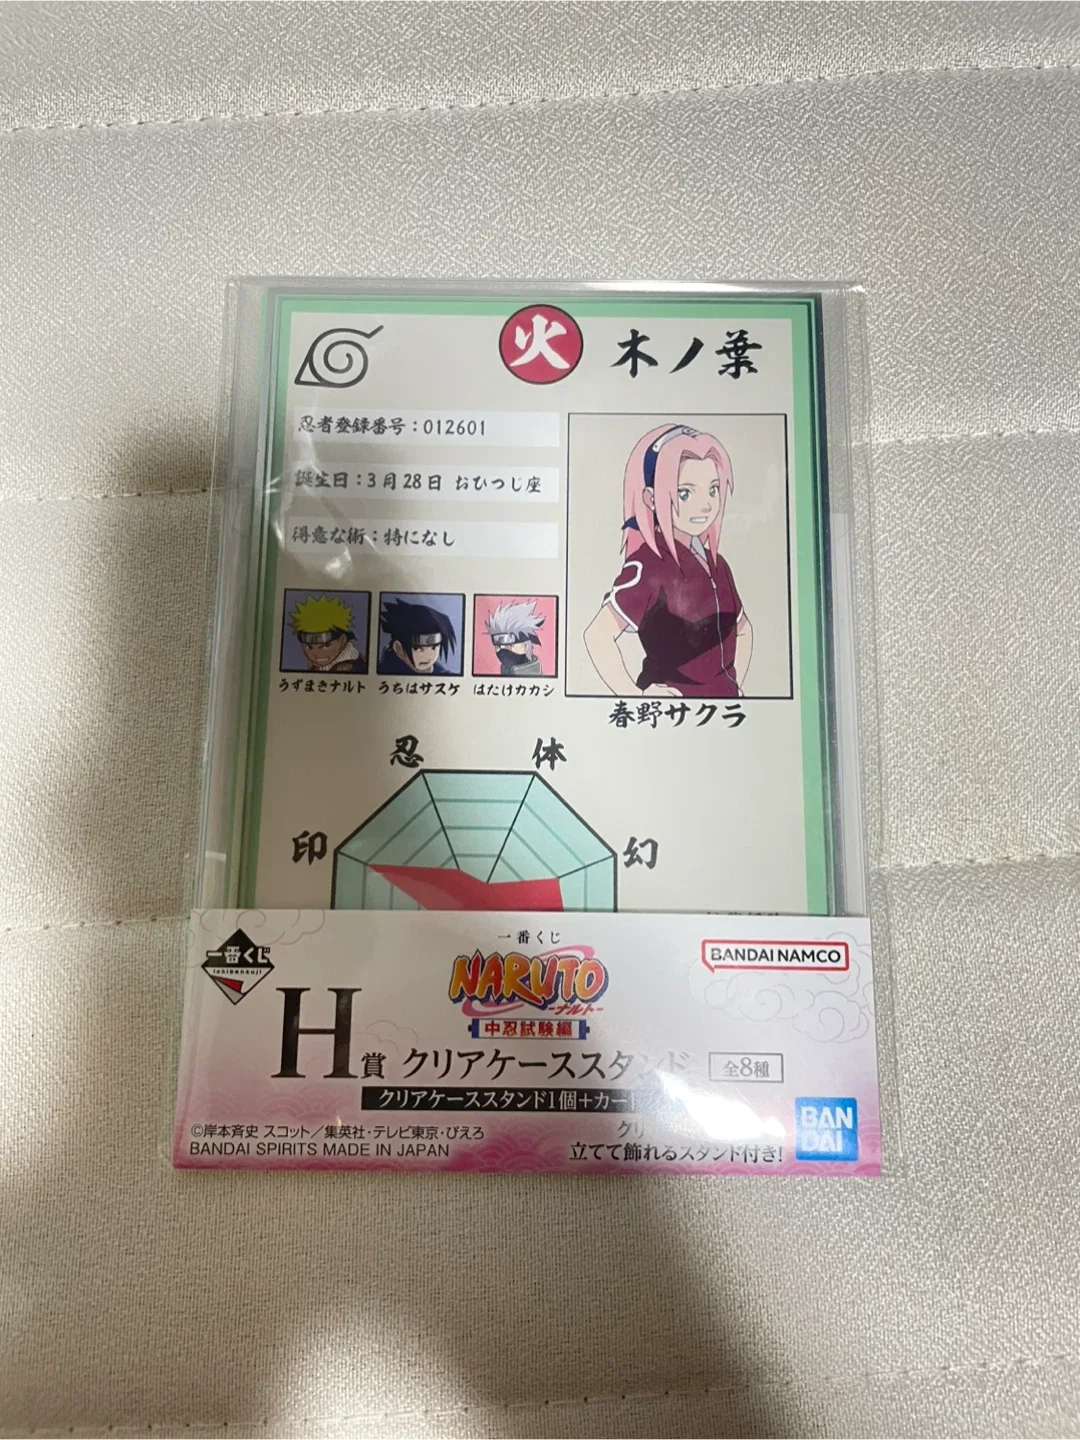 火 木ノ葉
忍者登録番号：012601
誕生日：3月28日 おひつじ座
得意な術：特になし
うずまきナルト うちはサスケ はたけカカシ
春野サクラ
忍 体
印 幻
一番くじ
ichibankuji
一番くじ
NARUTO
-ナルト-
中忍試験編
BANDAI NAMCO
H賞 クリアケーススタンド 全8種
クリアケーススタンド1個+カード
©岸本斉史 スコット／集英社・テレビ東京・ぴえろ
BANDAI SPIRITS MADE IN JAPAN
立てて飾れるスタンド付き!
BAN
DAI